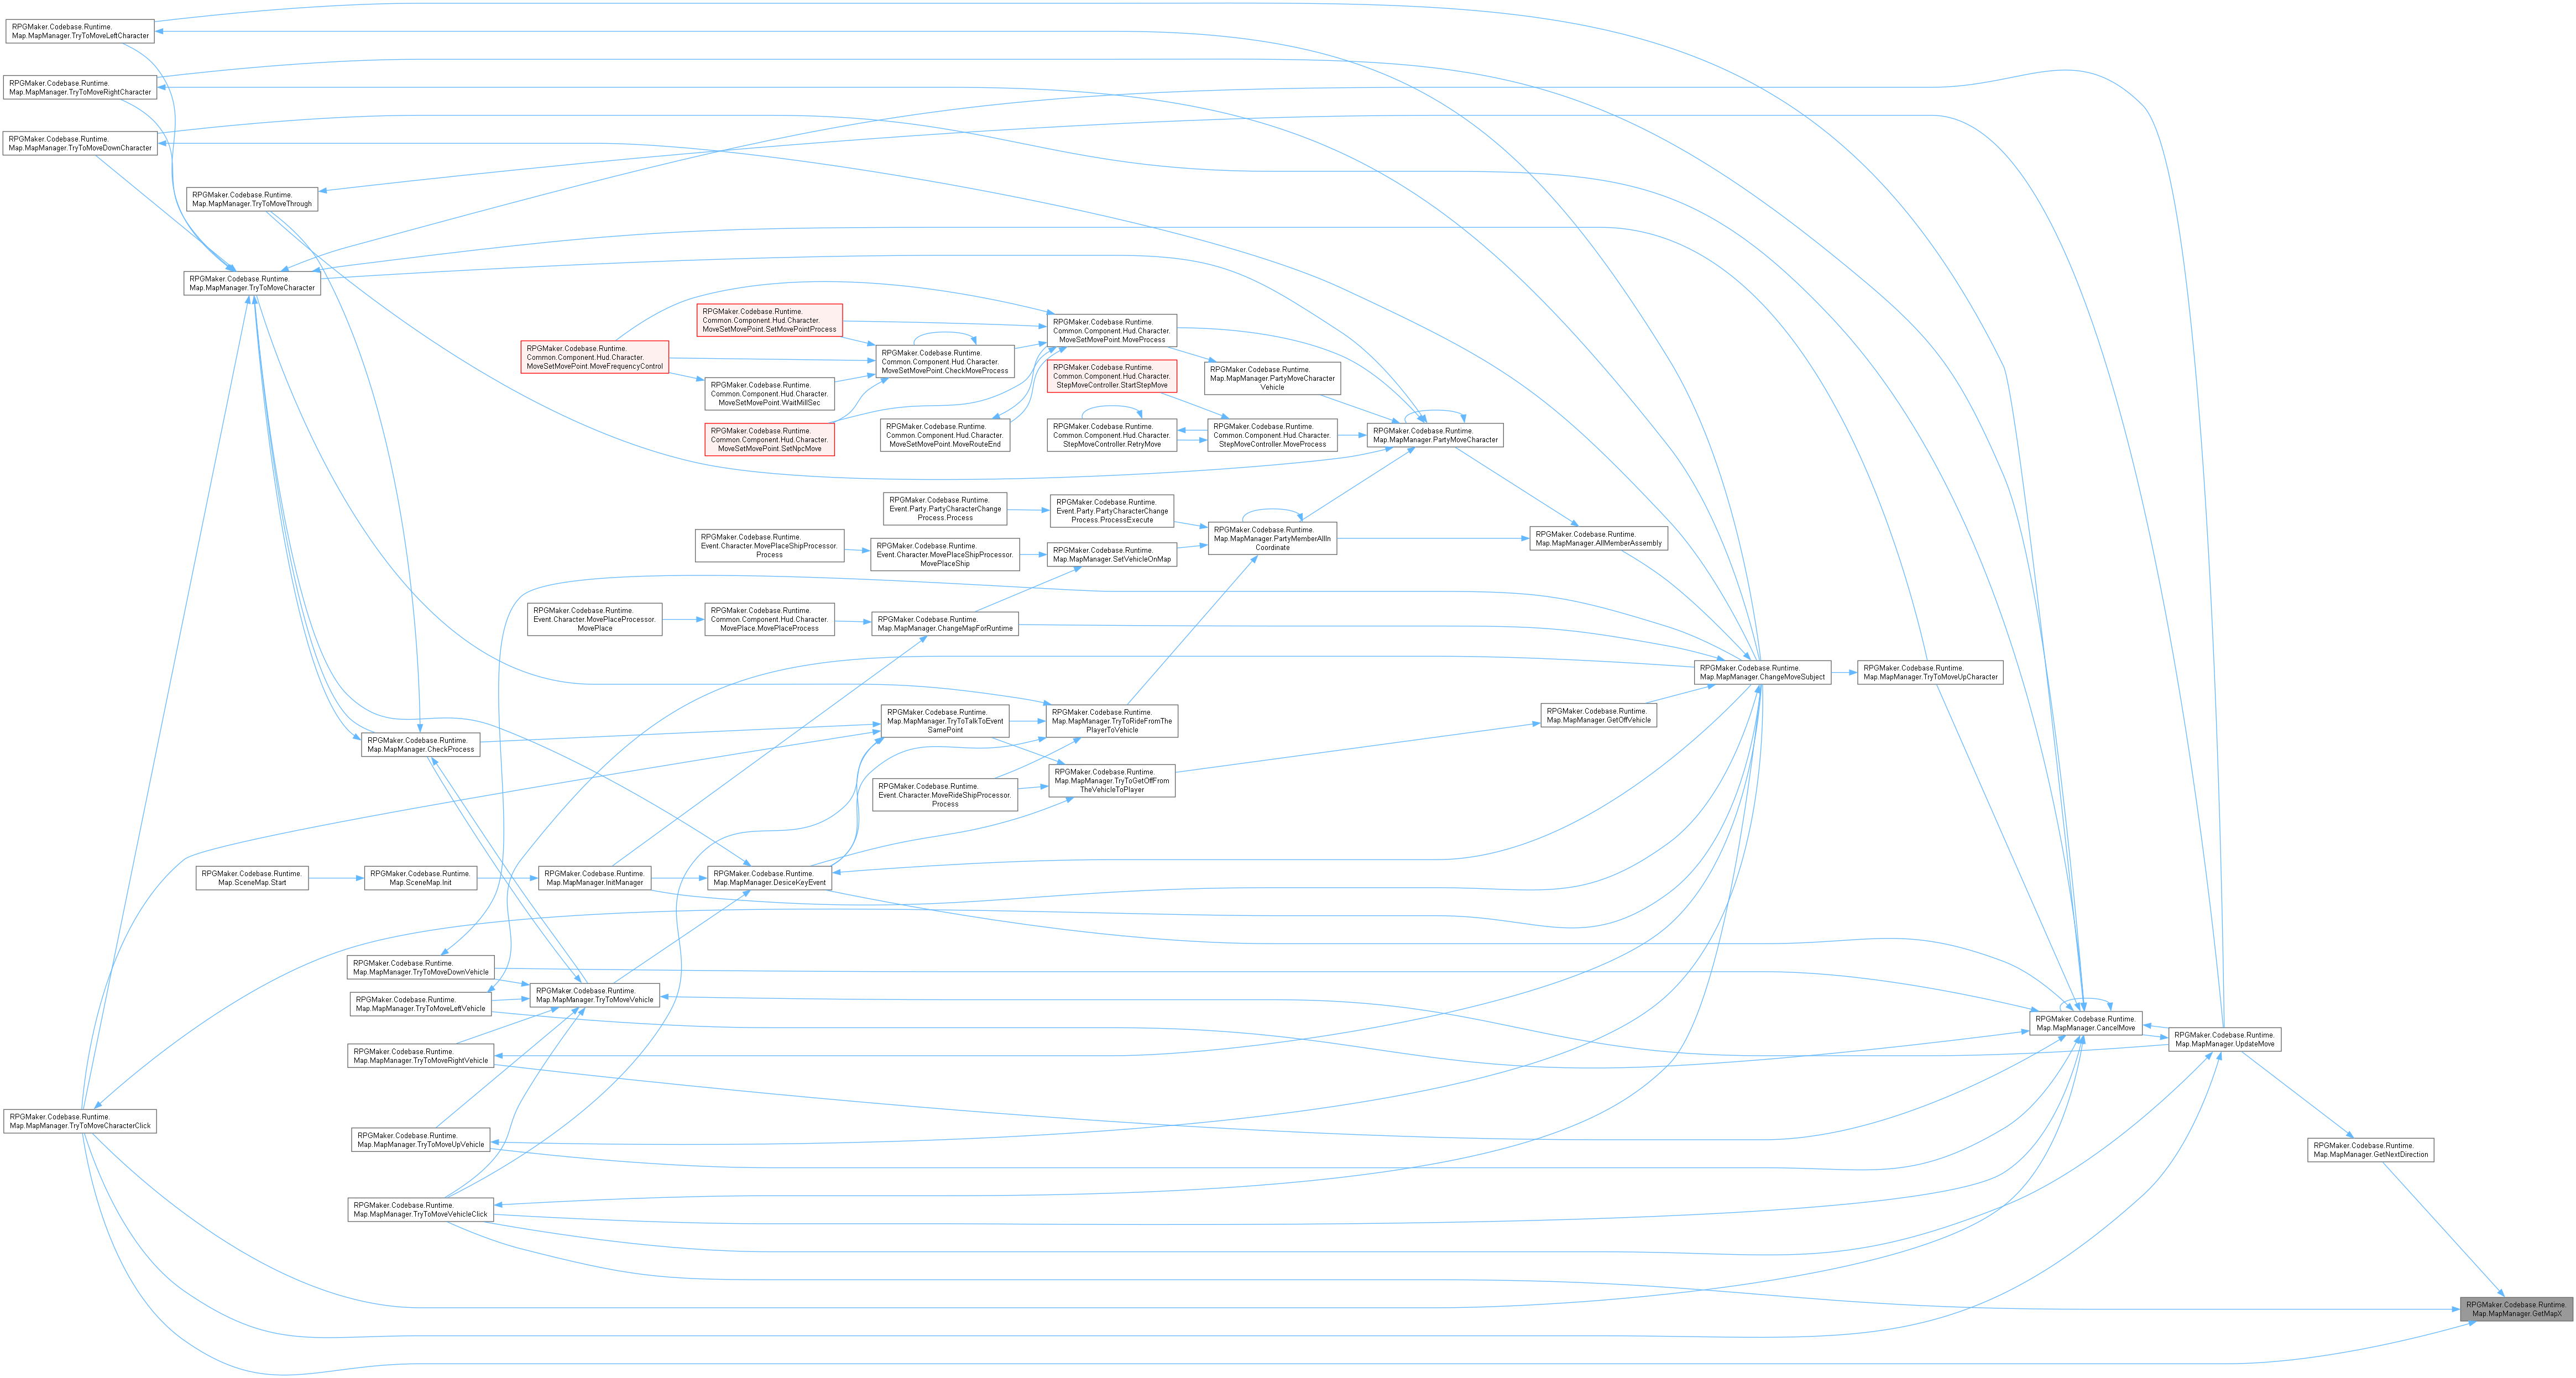 RPGMaker.Codebase.Runtime.
Map.MapManager.TryToMoveLeftCharacter
RPGMaker.Codebase.Runtime.
Map.MapManager.TryToMoveRightCharacter
RPGMaker.Codebase.Runtime.
Map.MapManager.TryToMoveDownCharacter
RPGMaker.Codebase.Runtime.
Map.MapManager.TryToMoveThrough
RPGMaker.Codebase.Runtime.
Map.MapManager.TryToMoveCharacter
RPGMaker.Codebase.Runtime.
Common.Component.Hud.Character.
MoveSetMovePoint.SetMovePointProcess
RPGMaker.Codebase.Runtime.
Common.Component.Hud.Character.
MoveSetMovePoint.MoveProcess
RPGMaker.Codebase.Runtime.
Common.Component.Hud.Character.
MoveSetMovePoint.MoveFrequencyControl
RPGMaker.Codebase.Runtime.
Common.Component.Hud.Character.
MoveSetMovePoint.CheckMoveProcess
RPGMaker.Codebase.Runtime.
Common.Component.Hud.Character.
StepMoveController.StartStepMove
RPGMaker.Codebase.Runtime.
Map.MapManager.PartyMoveCharacter
Vehicle
RPGMaker.Codebase.Runtime.
Common.Component.Hud.Character.
MoveSetMovePoint.WaitMillSec
RPGMaker.Codebase.Runtime.
Common.Component.Hud.Character.
MoveSetMovePoint.SetNpcMove
RPGMaker.Codebase.Runtime.
Common.Component.Hud.Character.
MoveSetMovePoint.MoveRouteEnd
RPGMaker.Codebase.Runtime.
Common.Component.Hud.Character.
StepMoveController.RetryMove
RPGMaker.Codebase.Runtime.
Common.Component.Hud.Character.
StepMoveController.MoveProcess
RPGMaker.Codebase.Runtime.
Map.MapManager.PartyMoveCharacter
RPGMaker.Codebase.Runtime.
Event.Party.PartyCharacterChange
Process.Process
RPGMaker.Codebase.Runtime.
Event.Party.PartyCharacterChange
Process.ProcessExecute
RPGMaker.Codebase.Runtime.
Map.MapManager.PartyMemberAllIn
Coordinate
RPGMaker.Codebase.Runtime.
Map.MapManager.AllMemberAssembly
RPGMaker.Codebase.Runtime.
Event.Character.MovePlaceShipProcessor.
Process
RPGMaker.Codebase.Runtime.
Event.Character.MovePlaceShipProcessor.
MovePlaceShip
RPGMaker.Codebase.Runtime.
Map.MapManager.SetVehicleOnMap
RPGMaker.Codebase.Runtime.
Event.Character.MovePlaceProcessor.
MovePlace
RPGMaker.Codebase.Runtime.
Common.Component.Hud.Character.
MovePlace.MovePlaceProcess
RPGMaker.Codebase.Runtime.
Map.MapManager.ChangeMapForRuntime
RPGMaker.Codebase.Runtime.
Map.MapManager.ChangeMoveSubject
RPGMaker.Codebase.Runtime.
Map.MapManager.TryToMoveUpCharacter
RPGMaker.Codebase.Runtime.
Map.MapManager.GetOffVehicle
RPGMaker.Codebase.Runtime.
Map.MapManager.TryToTalkToEvent
SamePoint
RPGMaker.Codebase.Runtime.
Map.MapManager.TryToRideFromThe
PlayerToVehicle
RPGMaker.Codebase.Runtime.
Map.MapManager.CheckProcess
RPGMaker.Codebase.Runtime.
Map.MapManager.TryToGetOffFrom
TheVehicleToPlayer
RPGMaker.Codebase.Runtime.
Event.Character.MoveRideShipProcessor.
Process
RPGMaker.Codebase.Runtime.
Map.SceneMap.Start
RPGMaker.Codebase.Runtime.
Map.SceneMap.Init
RPGMaker.Codebase.Runtime.
Map.MapManager.InitManager
RPGMaker.Codebase.Runtime.
Map.MapManager.DesiceKeyEvent
RPGMaker.Codebase.Runtime.
Map.MapManager.TryToMoveDownVehicle
RPGMaker.Codebase.Runtime.
Map.MapManager.TryToMoveLeftVehicle
RPGMaker.Codebase.Runtime.
Map.MapManager.TryToMoveVehicle
RPGMaker.Codebase.Runtime.
Map.MapManager.CancelMove
RPGMaker.Codebase.Runtime.
Map.MapManager.UpdateMove
RPGMaker.Codebase.Runtime.
Map.MapManager.TryToMoveRightVehicle
RPGMaker.Codebase.Runtime.
Map.MapManager.TryToMoveCharacterClick
RPGMaker.Codebase.Runtime.
Map.MapManager.TryToMoveUpVehicle
RPGMaker.Codebase.Runtime.
Map.MapManager.GetNextDirection
RPGMaker.Codebase.Runtime.
Map.MapManager.TryToMoveVehicleClick
RPGMaker.Codebase.Runtime.
Map.MapManager.GetMapX